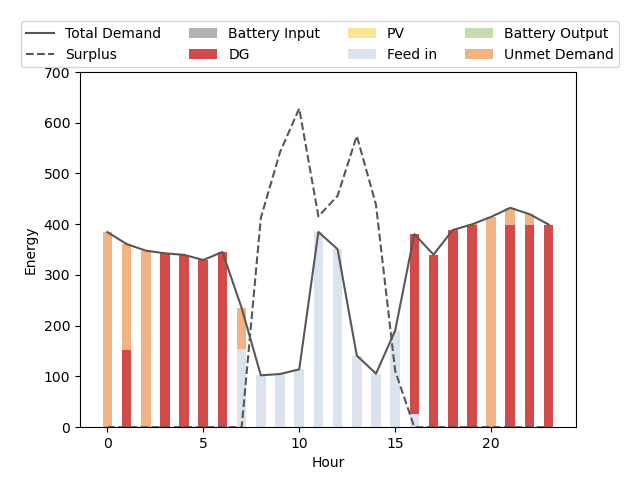 Total Demand Battery Input PV Battery Output
Surplus DG Feed in Unmet Demand
700
600
500
400
300
200
100
0
Energy
0 5 10 15 20
Hour